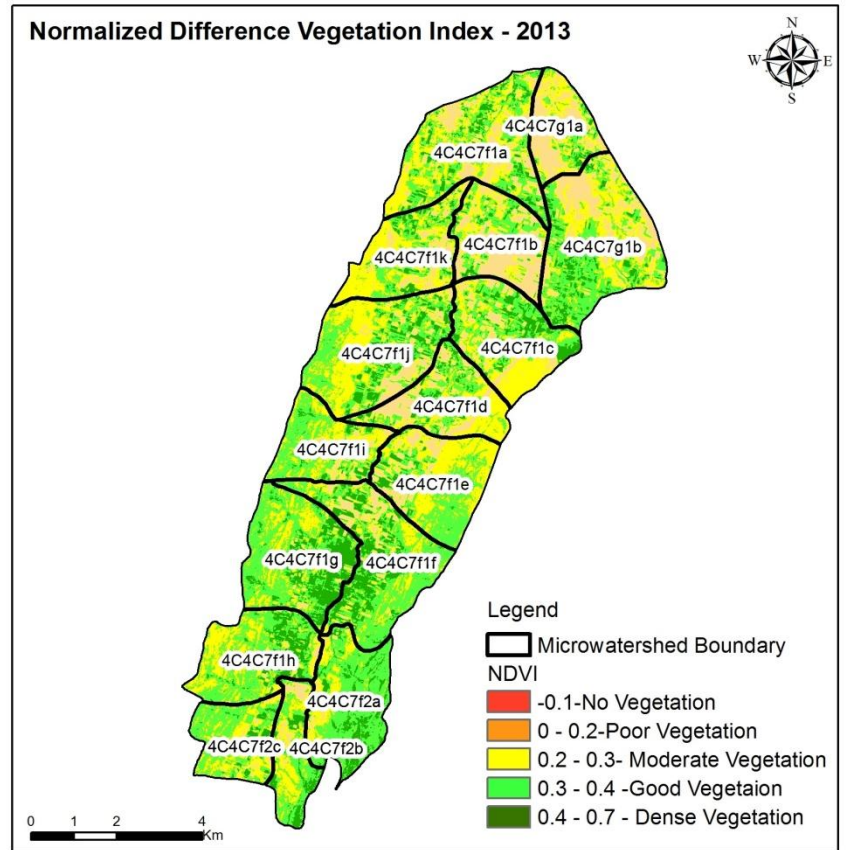 Normalized Difference Vegetation Index - 2013
N
W E
S
4C4C7g1a
4C4C7f1a
4C4C7f1b
4C4C7g1b
4C4C7f1k
4C4C7f1c
4C4C7f1j
4C4C7f1d
4C4C7f1i
4C4C7f1e
4C4C7f1g
4C4C7f1f
4C4C7f1h
4C4C7f2a
4C4C7f2c
4C4C7f2b
Legend
Microwatershed Boundary
NDVI
-0.1-No Vegetation
0 - 0.2-Poor Vegetation
0.2 - 0.3- Moderate Vegetation
0.3 - 0.4 -Good Vegetaion
0.4 - 0.7 - Dense Vegetation
0 1 2 4
Km